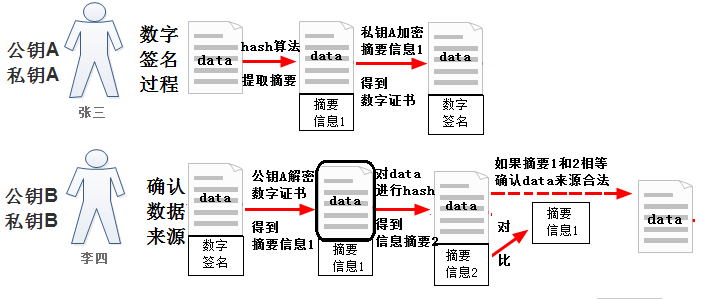 公钥A
私钥A
张三
数字
签名
过程
data
hash算法
提取摘要
data
摘要
信息1
私钥A加密
摘要信息1
得到
数字证书
data
数字
签名
公钥B
私钥B
李四
确认
数据
来源
data
数字
签名
公钥A解密
数字证书
得到
摘要信息1
data
摘要
信息1
对data
进行hash
得到
信息摘要2
data
摘要
信息2
如果摘要1和2相等
确认data来源合法
对
比
摘要
信息1
data